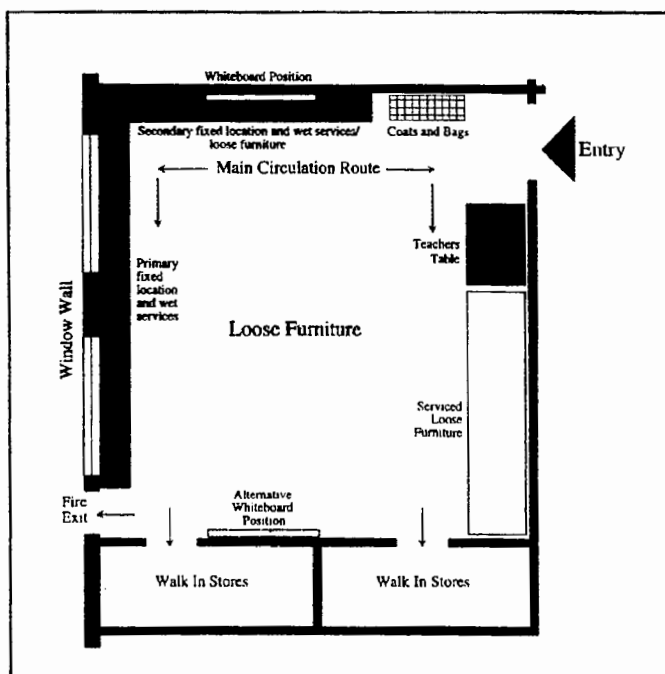 Whiteboard Position
Secondary fixed location and wet services/
loose furniture
Coats and Bags
Entry
Main Circulation Route
Teachers
Table
Primary
fixed
location
and wet
services
Window Wall
Loose Furniture
Serviced
Loose
Furniture
Fire
Exit
Alternative
Whiteboard
Position
Walk In Stores
Walk In Stores